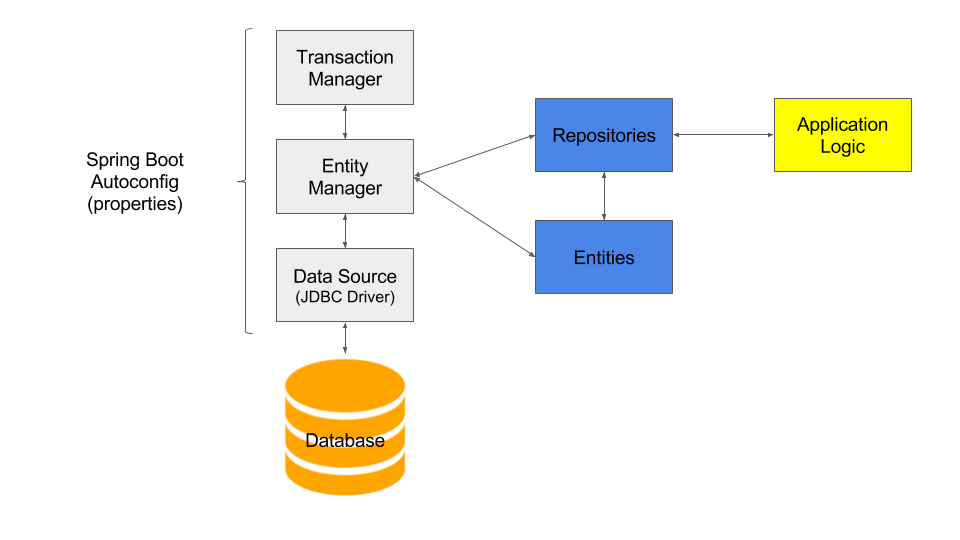 Transaction
Manager
Spring Boot
Autoconfig
(properties)
Entity
Manager
Data Source
(JDBC Driver)
Database
Repositories
Entities
Application
Logic